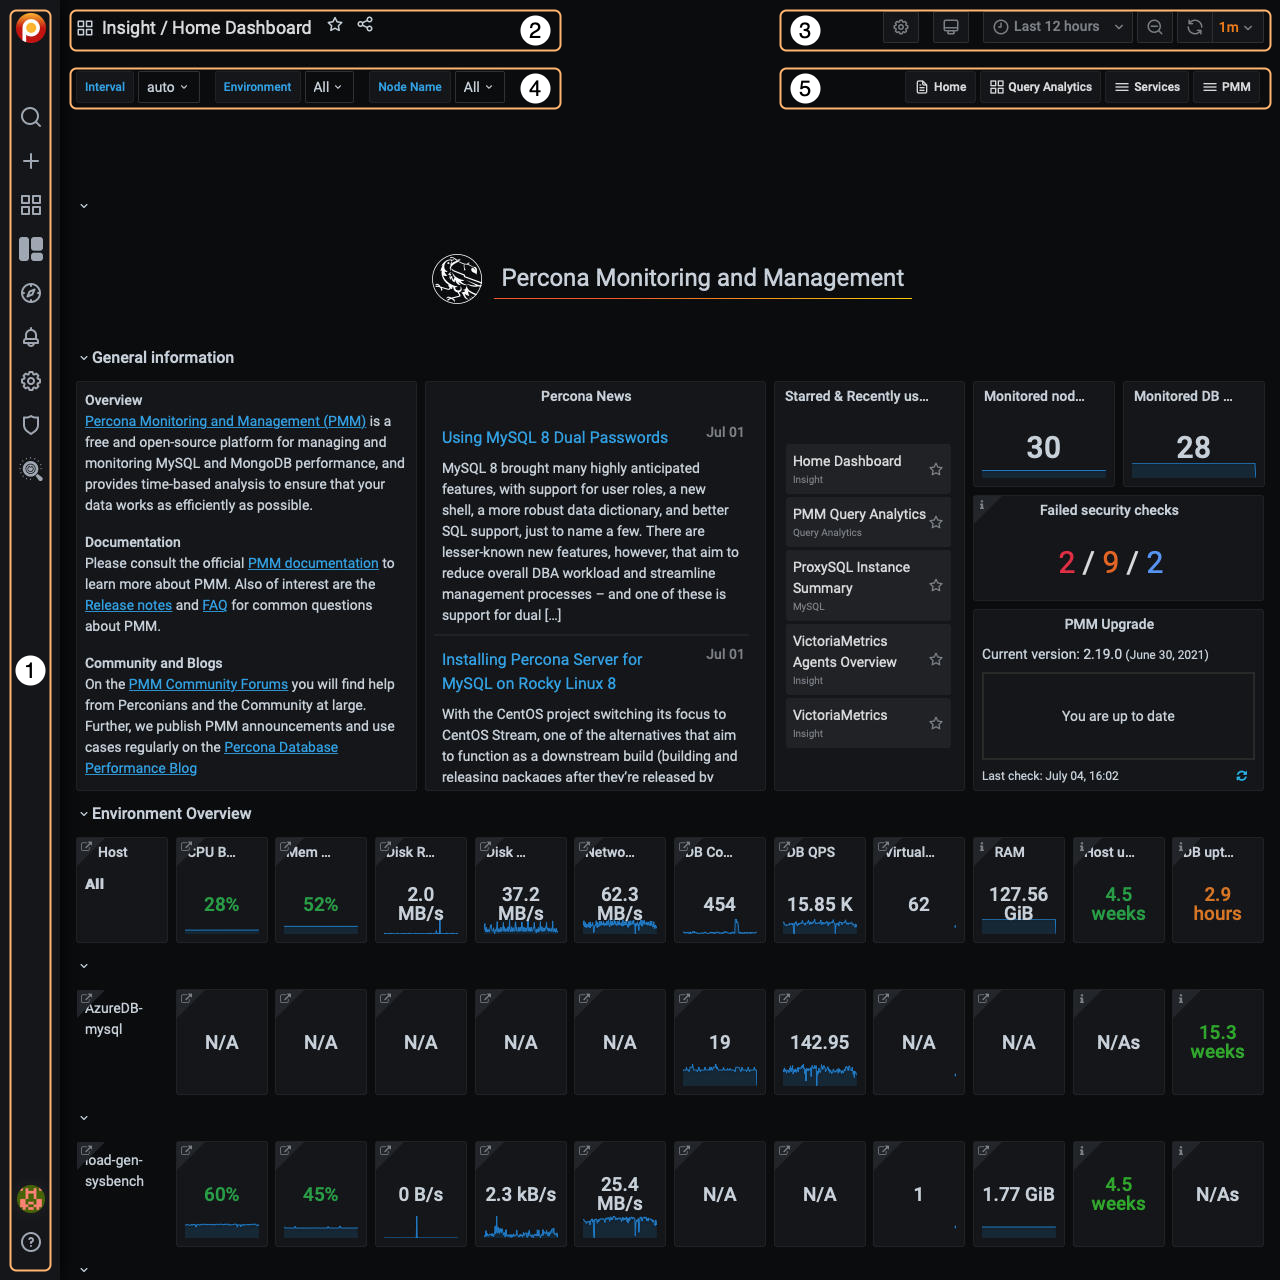 Insight / Home Dashboard
2
3
Last 12 hours
1m
Interval
auto
Environment
All
Node Name
All
4
5
Home
Query Analytics
Services
PMM
1
Percona Monitoring and Management
General information
Overview
Percona Monitoring and Management (PMM) is a
free and open-source platform for managing and
monitoring MySQL and MongoDB performance, and
provides time-based analysis to ensure that your
data works as efficiently as possible.
Documentation
Please consult the official PMM documentation to
learn more about PMM. Also of interest are the
Release notes and FAQ for common questions
about PMM.
Community and Blogs
On the PMM Community Forums you will find help
from Perconians and the Community at large.
Further, we publish PMM announcements and use
cases regularly on the Percona Database
Performance Blog
Percona News
Using MySQL 8 Dual Passwords
Jul 01
MySQL 8 brought many highly anticipated
features, with support for user roles, a new
shell, a more robust data dictionary, and better
SQL support, just to name a few. There are
lesser-known new features, however, that aim to
reduce overall DBA workload and streamline
management processes – and one of these is
support for dual […]
Installing Percona Server for
MySQL on Rocky Linux 8
Jul 01
With the CentOS project switching its focus to
CentOS Stream, one of the alternatives that aim
to function as a downstream build (building and
releasing packages after they're released by
Starred & Recently us...
Home Dashboard
Insight
PMM Query Analytics
Query Analytics
ProxySQL Instance
Summary
MySQL
VictoriaMetrics
Agents Overview
Insight
VictoriaMetrics
Insight
Monitored nod...
30
Monitored DB ...
28
Failed security checks
2 / 9 / 2
PMM Upgrade
Current version: 2.19.0 (June 30, 2021)
You are up to date
Last check: July 04, 16:02
Environment Overview
Host
All
CPU B...
28%
Mem ...
52%
Disk R...
2.0
MB/s
Disk ...
37.2
MB/s
Netwo...
62.3
MB/s
DB Co...
454
DB QPS
15.85 K
Virtual...
62
RAM
127.56
GiB
Host u...
4.5
weeks
DB upt...
2.9
hours
AzureDB-
mysql
N/A
N/A
N/A
N/A
N/A
19
142.95
N/A
N/A
N/As
15.3
weeks
load-gen-
sysbench
60%
45%
0 B/s
2.3 kB/s
25.4
MB/s
N/A
N/A
1
1.77 GiB
4.5
weeks
N/As